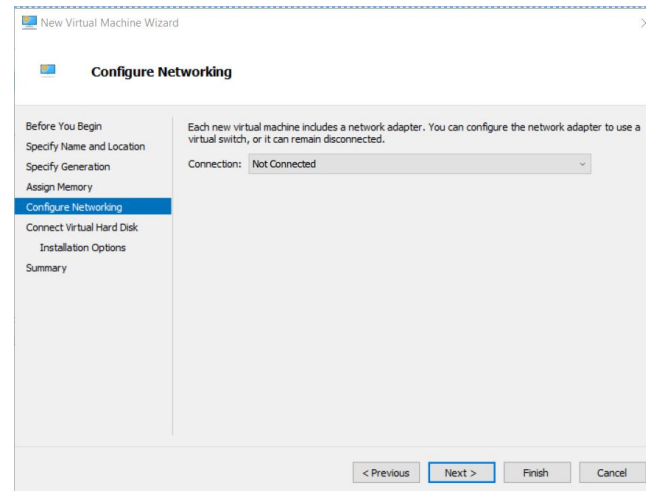 New Virtual Machine Wizard
Configure Networking
Before You Begin
Specify Name and Location
Specify Generation
Assign Memory
Configure Networking
Connect Virtual Hard Disk
Installation Options
Summary
Each new virtual machine includes a network adapter. You can configure the network adapter to use a
virtual switch, or it can remain disconnected.
Connection: Not Connected
< Previous Next > Finish Cancel